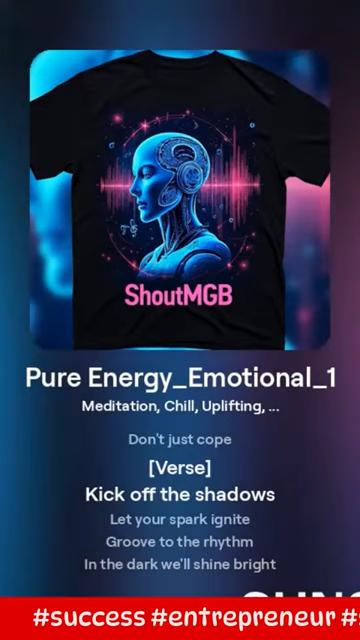 ShoutMGB
Pure Energy_Emotional_1
Meditation, Chill, Uplifting, ...
Don't just cope
[Verse]
Kick off the shadows
Let your spark ignite
Groove to the rhythm
In the dark we'll shine bright
#success #entrepreneur #s